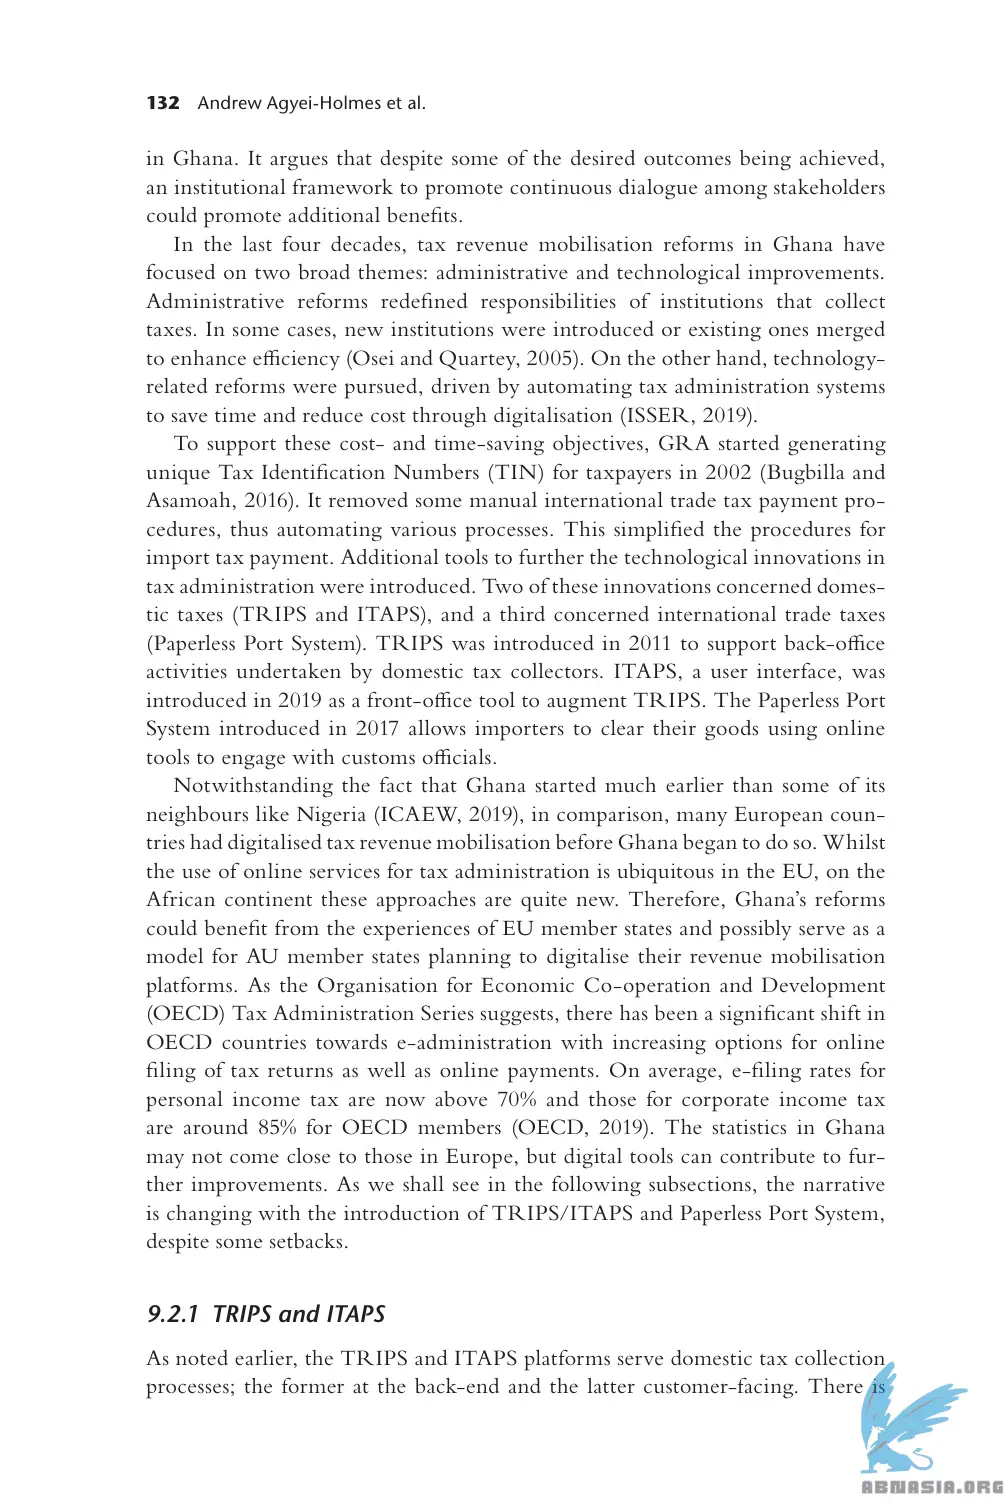 132 Andrew Agyei-Holmes et al.
in Ghana. It argues that despite some of the desired outcomes being achieved,
an institutional framework to promote continuous dialogue among stakeholders
could promote additional benefits.
In the last four decades, tax revenue mobilisation reforms in Ghana have
focused on two broad themes: administrative and technological improvements.
Administrative reforms redefined responsibilities of institutions that collect
taxes. In some cases, new institutions were introduced or existing ones merged
to enhance efficiency (Osei and Quartey, 2005). On the other hand, technology-
related reforms were pursued, driven by automating tax administration systems
to save time and reduce cost through digitalisation (ISSER, 2019).
To support these cost- and time-saving objectives, GRA started generating
unique Tax Identification Numbers (TIN) for taxpayers in 2002 (Bugbilla and
Asamoah, 2016). It removed some manual international trade tax payment pro-
cedures, thus automating various processes. This simplified the procedures for
import tax payment. Additional tools to further the technological innovations in
tax administration were introduced. Two of these innovations concerned domes-
tic taxes (TRIPS and ITAPS), and a third concerned international trade taxes
(Paperless Port System). TRIPS was introduced in 2011 to support back-office
activities undertaken by domestic tax collectors. ITAPS, a user interface, was
introduced in 2019 as a front-office tool to augment TRIPS. The Paperless Port
System introduced in 2017 allows importers to clear their goods using online
tools to engage with customs officials.
Notwithstanding the fact that Ghana started much earlier than some of its
neighbours like Nigeria (ICAEW, 2019), in comparison, many European coun-
tries had digitalised tax revenue mobilisation before Ghana began to do so. Whilst
the use of online services for tax administration is ubiquitous in the EU, on the
African continent these approaches are quite new. Therefore, Ghana’s reforms
could benefit from the experiences of EU member states and possibly serve as a
model for AU member states planning to digitalise their revenue mobilisation
platforms. As the Organisation for Economic Co-operation and Development
(OECD) Tax Administration Series suggests, there has been a significant shift in
OECD countries towards e-administration with increasing options for online
filing of tax returns as well as online payments. On average, e-filing rates for
personal income tax are now above 70% and those for corporate income tax
are around 85% for OECD members (OECD, 2019). The statistics in Ghana
may not come close to those in Europe, but digital tools can contribute to fur-
ther improvements. As we shall see in the following subsections, the narrative
is changing with the introduction of TRIPS/ITAPS and Paperless Port System,
despite some setbacks.
9.2.1 TRIPS and ITAPS
As noted earlier, the TRIPS and ITAPS platforms serve domestic tax collection
processes; the former at the back-end and the latter customer-facing. There is
ABNASIA.ORG